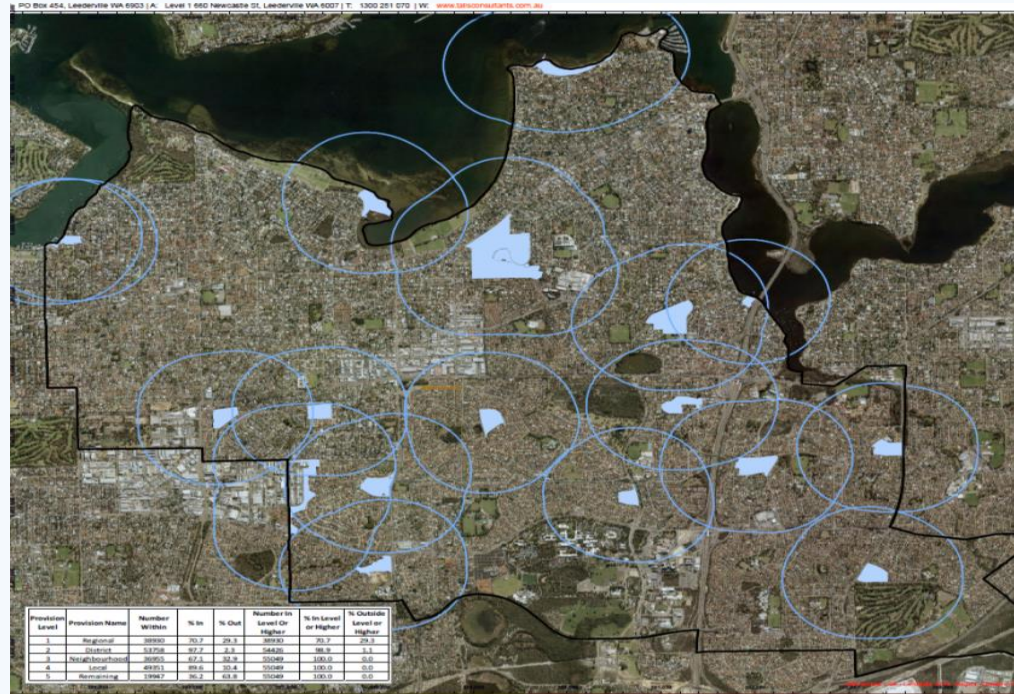 PO Box 454, Leederville WA 6903 | A: Level 1 660 Newcastle St, Leederville WA 6007 | T: 1300 251 070 | W: www.tallisconsultants.com.au
Provision Level Provision Name Number Within % In % Out Number In Level Or Higher % In Level or Higher % Outside Level or Higher
1 Regional 38930 70.7 29.3 38930 70.7 29.3
2 District 53758 97.7 2.3 54426 98.9 1.1
3 Neighbourhood 36955 67.1 32.9 55049 100.0 0.0
4 Local 49351 89.6 10.4 55049 100.0 0.0
5 Remaining 19947 36.2 63.8 55049 100.0 0.0